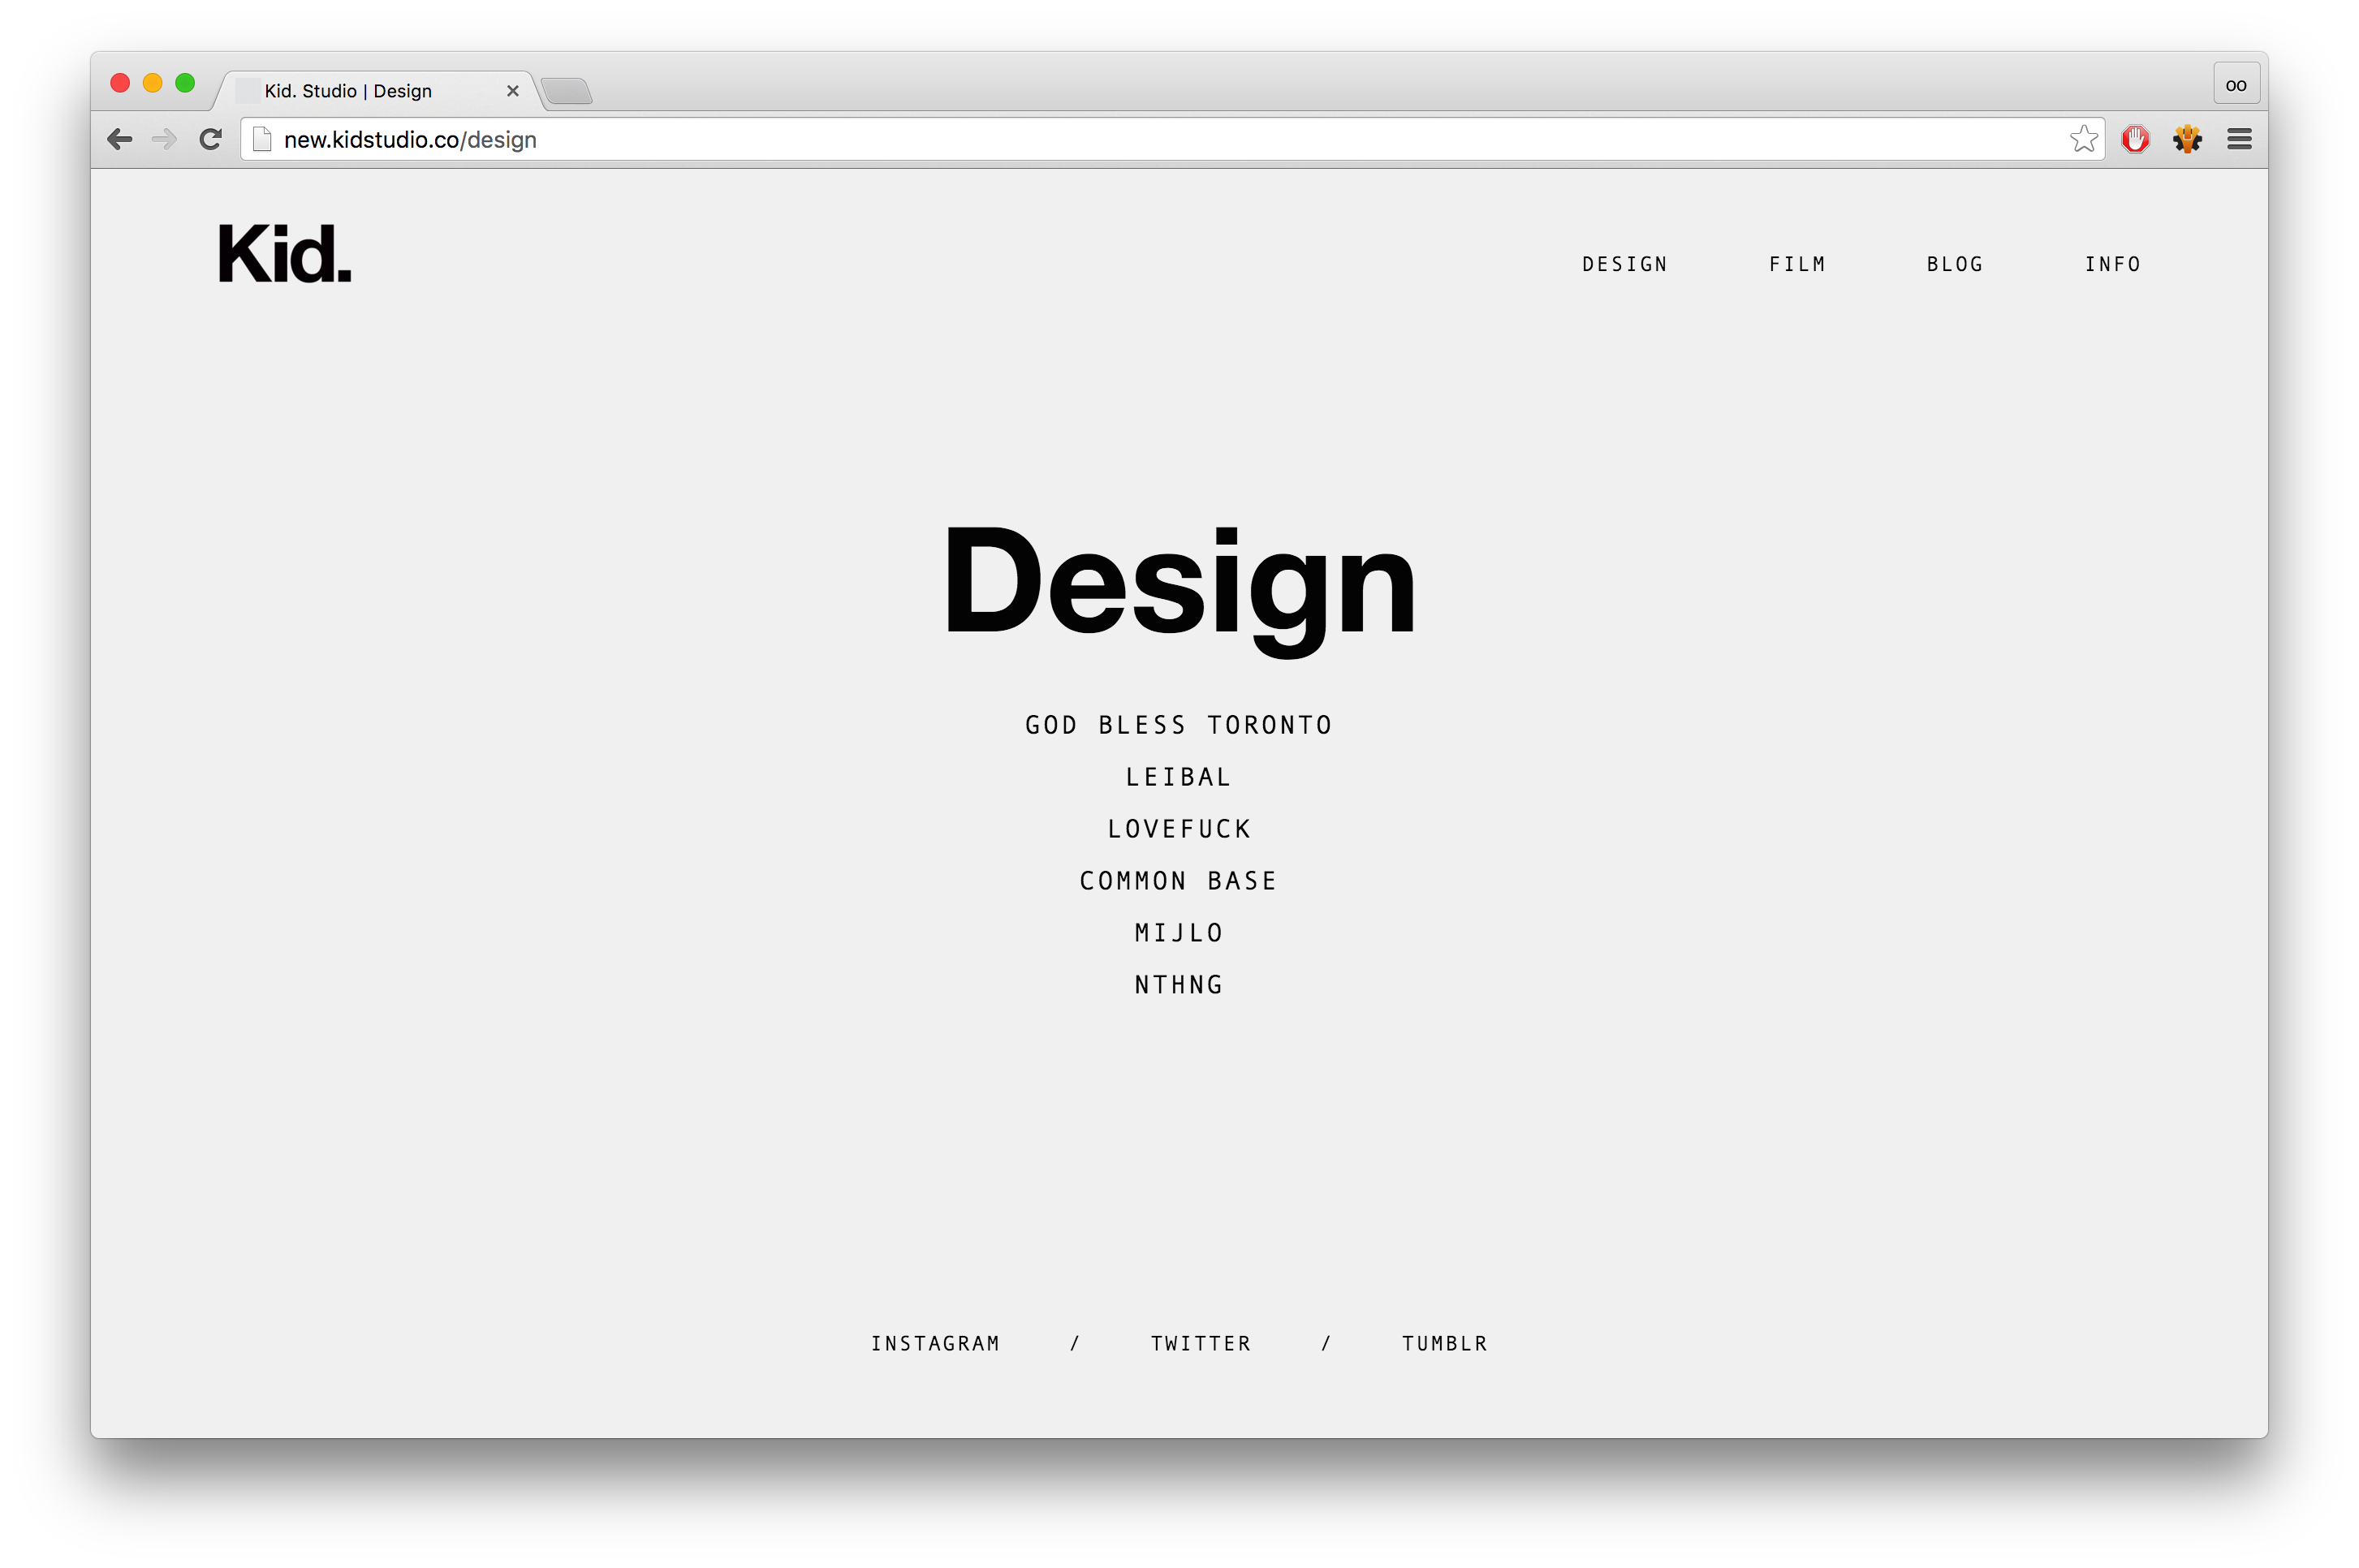 Kid. Studio | Design
oo
new.kidstudio.co/design
Kid.
DESIGN FILM BLOG INFO
Design
GOD BLESS TORONTO
LEIBAL
LOVEFUCK
COMMON BASE
MIJLO
NTHNG
INSTAGRAM / TWITTER / TUMBLR